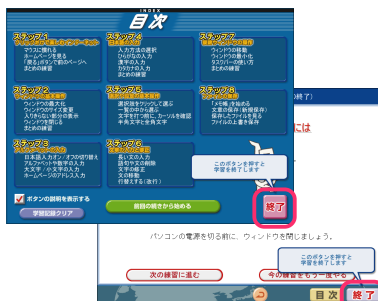 INDEX
目次
ステップ1
マウスに慣れる
ホームページを見る
「戻る」ボタンで前のページへ
まとめの練習
ステップ2
ウィンドウの最大化
ウィンドウのサイズ変更
入りきらない部分の表示
ウィンドウを閉じる
まとめの練習
ステップ3
日本語入力オン／オフの切り替え
アルファベットや数字の入力
大文字／小文字の入力
ホームページのアドレス入力
ステップ4
入力方法の選択
ひらがなの入力
漢字の入力
カタカナの入力
まとめの練習
ステップ5
選択肢をクリックして選ぶ
一覧の中から選ぶ
文字を打つ前に、カーソルを確認
半角文字と全角文字
ステップ6
長い文の入力
語句や文の削除
文字の修正
文の移動
行替えする（改行）
ステップ7
ウィンドウの移動
ウィンドウの最小化
タスクバーの使い方
まとめの練習
ステップ8
「メモ帳」を始める
文章の保存（新規保存）
保存したファイルを見る
ファイルの上書き保存
このボタンを押すと
学習を終了します
ボタンの説明を表示する
学習記録クリア
前回の続きから始める
終了
終了）
には
パソコンの電源を切る前に、ウィンドウを閉じましょう。
このボタンを押すと
学習を終了します
次の練習に進む
今の練習をもう一度やる
目次
終了